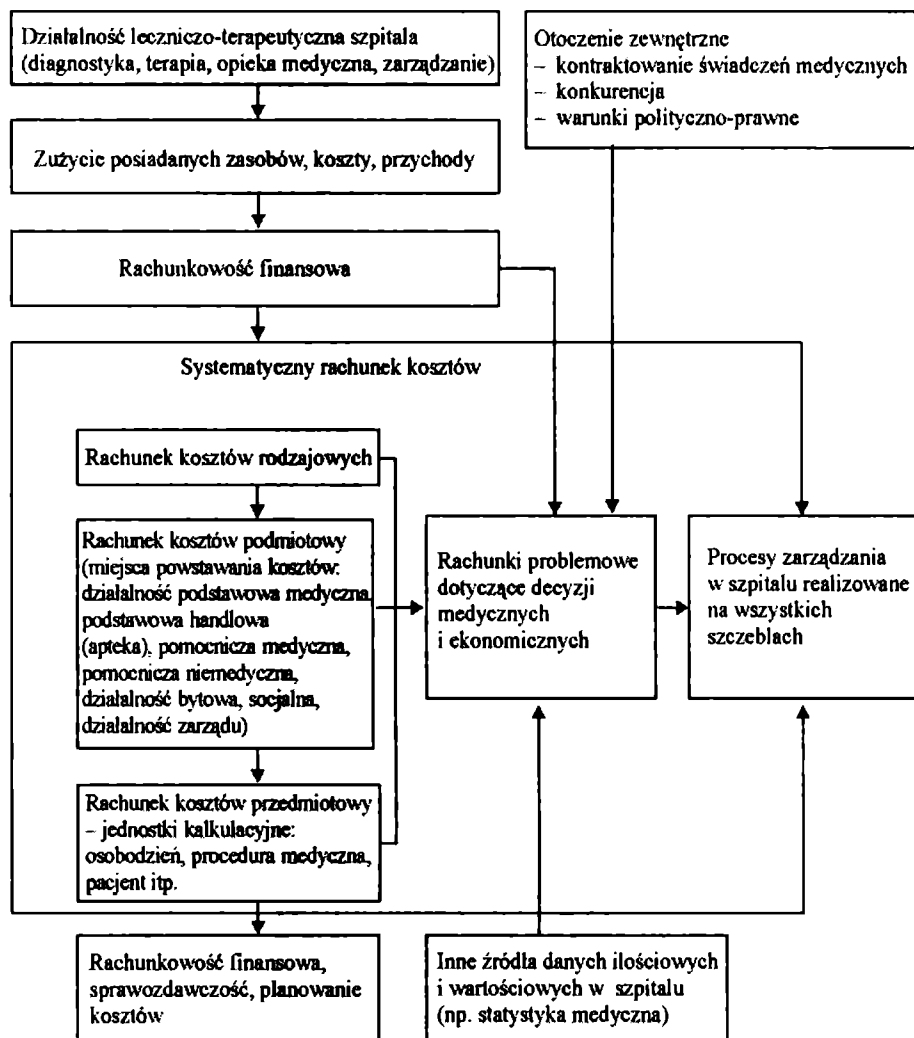 Działalność leczniczo-terapeutyczna szpitala
(diagnostyka, terapia, opieka medyczna, zarządzanie)
Otoczenie zewnętrzne
– kontraktowanie świadczeń medycznych
– konkurencja
– warunki polityczno-prawne
Zużycie posiadanych zasobów, koszty, przychody
Rachunkowość finansowa
Systematyczny rachunek kosztów
Rachunek kosztów rodzajowych
Rachunek kosztów podmiotowy
(miejsca powstawania kosztów:
działalność podstawowa medyczna
podstawowa handlowa
(apteka), pomocnicza medyczna,
pomocnicza niemedyczna,
działalność bytowa, socjalna,
działalność zarządu)
Rachunki problemowe
dotyczące decyzji
medycznych
i ekonomicznych
Procesy zarządzania
w szpitalu realizowane
na wszystkich
szczeblach
Rachunek kosztów przedmiotowy
– jednostki kalkulacyjne:
osobodzień, procedura medyczna,
pacjent itp.
Rachunkowość finansowa,
sprawozdawczość, planowanie
kosztów
Inne źródła danych ilościowych
i wartościowych w szpitalu
(np. statystyka medyczna)